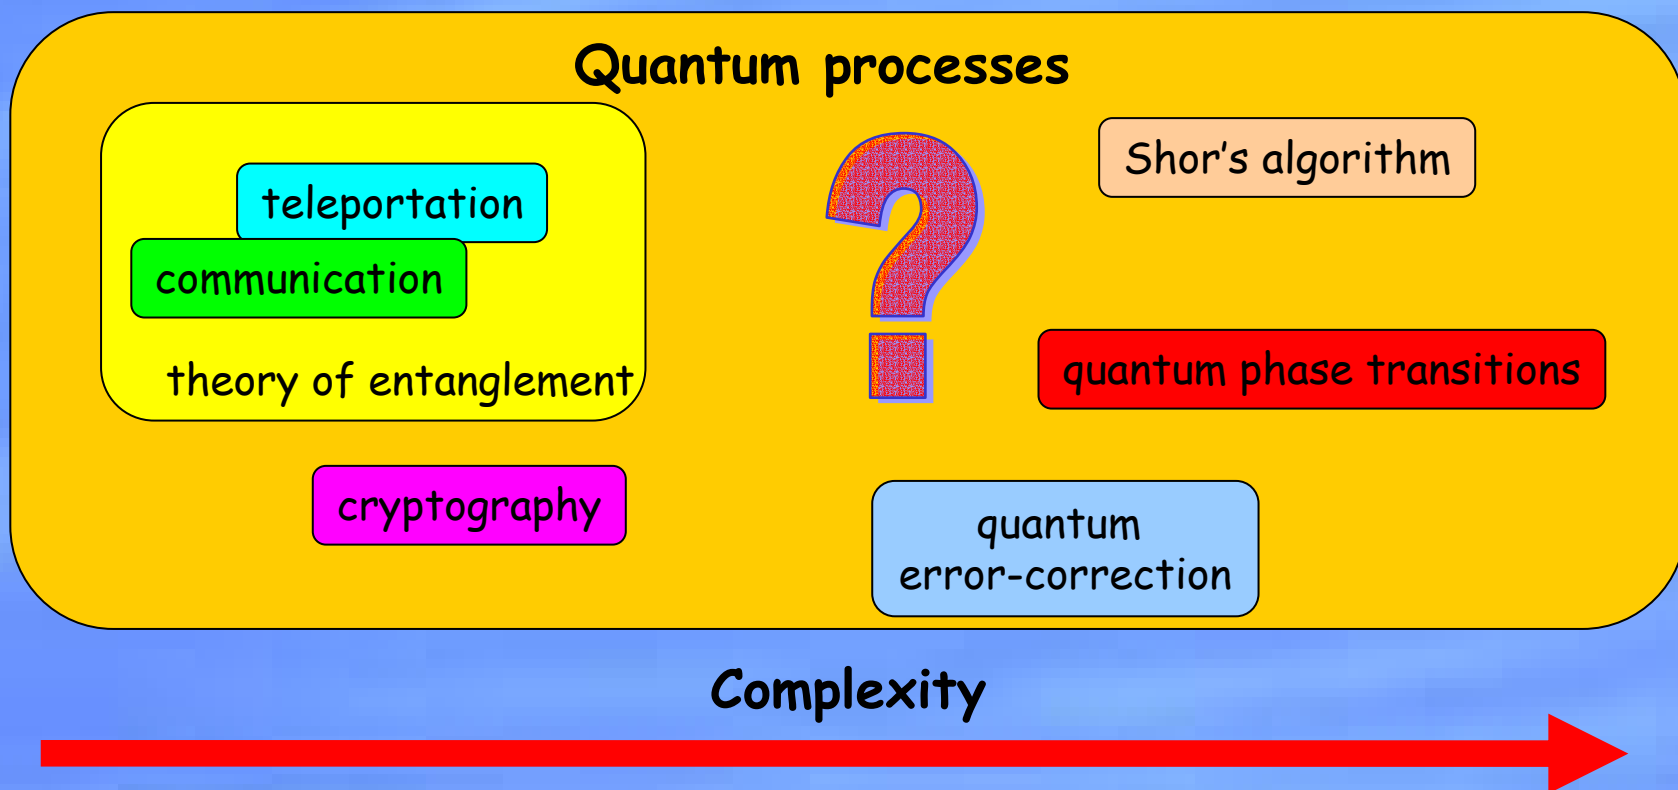 Quantum processes
teleportation
communication
theory of entanglement
cryptography
?
Shor’s algorithm
quantum phase transitions
quantum
error-correction
Complexity